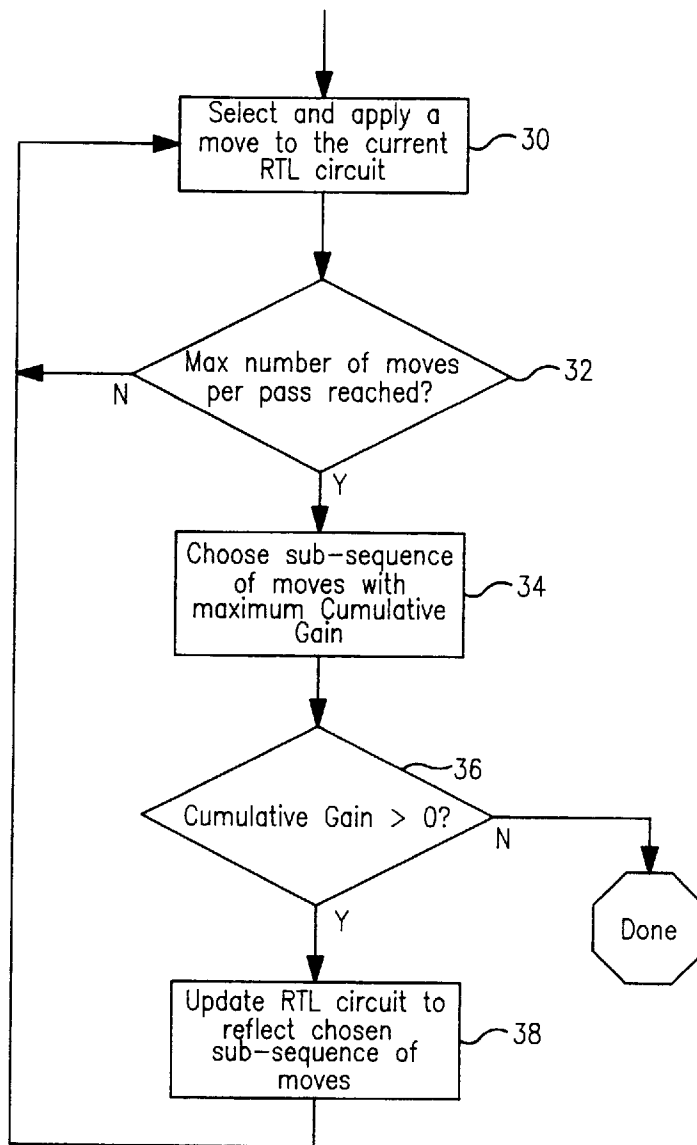 Select and apply a
move to the current
RTL circuit
30
Max number of moves
per pass reached?
32
N
Y
Choose sub-sequence
of moves with
maximum Cumulative
Gain
34
36
Cumulative Gain > 0?
N
Y
Done
Update RTL circuit to
reflect chosen
sub-sequence of
moves
38